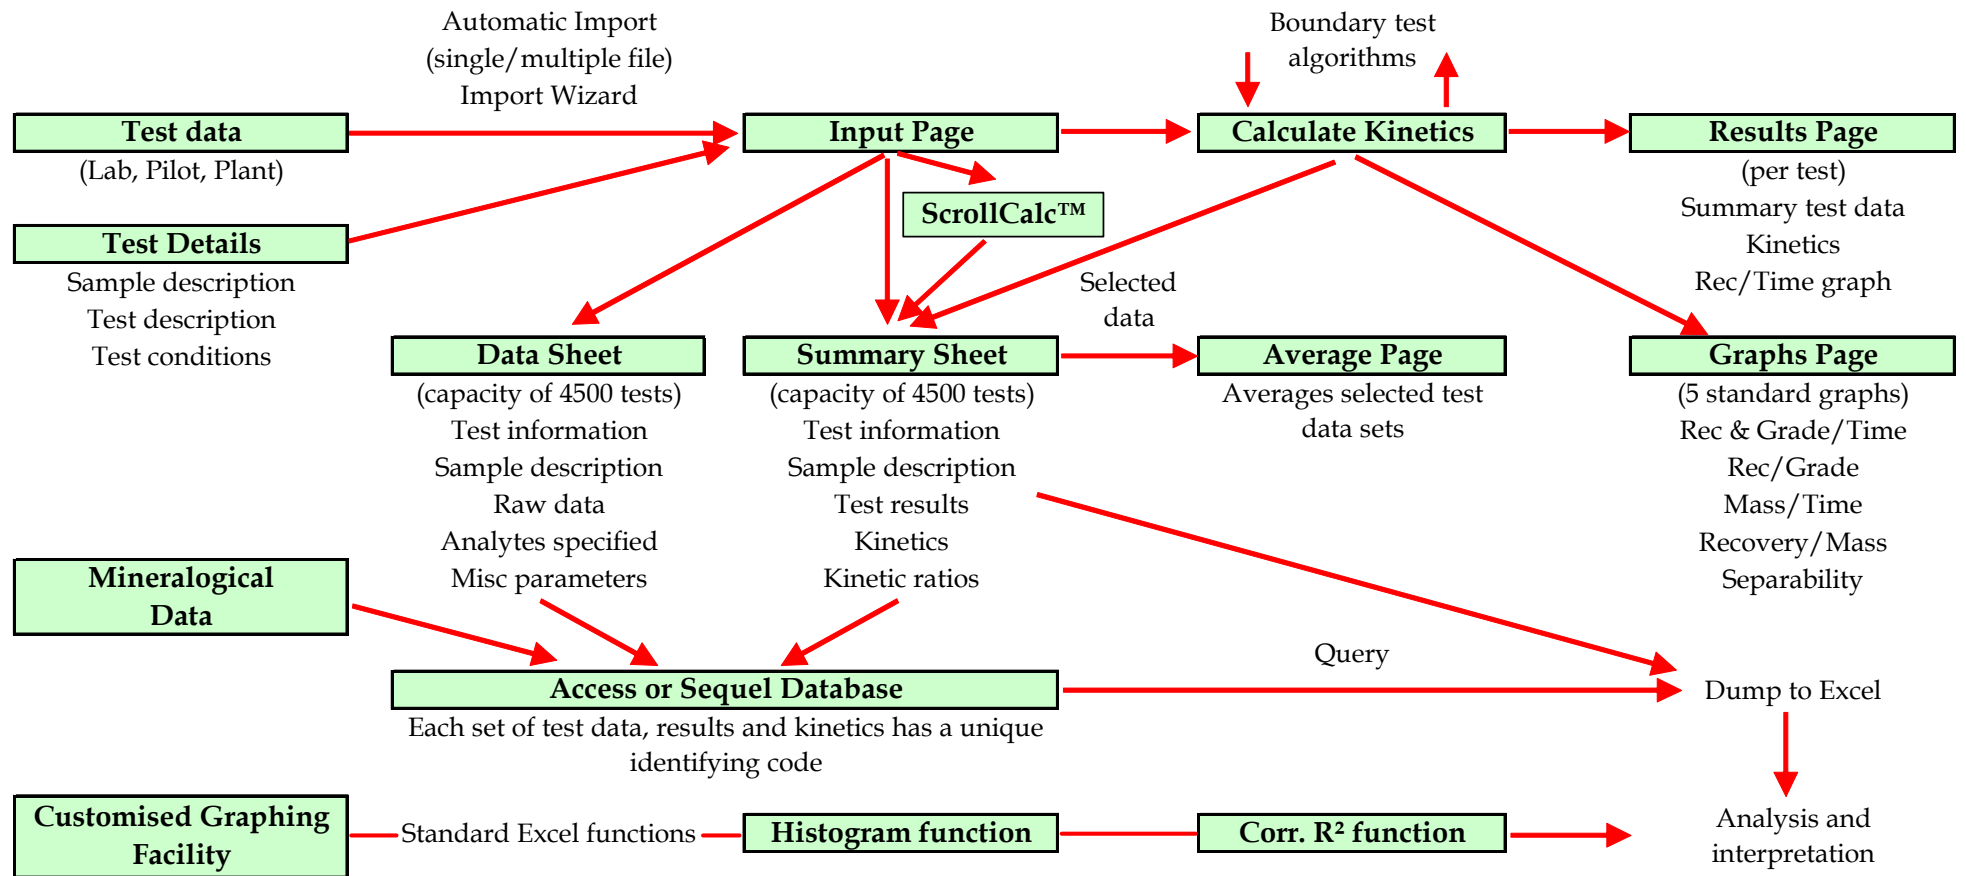 Automatic Import
(single/multiple file)
Import Wizard
Boundary test
algorithms
Test data
(Lab, Pilot, Plant)
Input Page
Calculate Kinetics
Results Page
(per test)
Summary test data
Kinetics
Rec/Time graph
ScrollCalc™
Test Details
Sample description
Test description
Test conditions
Selected
data
Data Sheet
(capacity of 4500 tests)
Test information
Sample description
Raw data
Analytes specified
Misc parameters
Summary Sheet
(capacity of 4500 tests)
Test information
Sample description
Test results
Kinetics
Kinetic ratios
Average Page
Averages selected test
data sets
Graphs Page
(5 standard graphs)
Rec & Grade/Time
Rec/Grade
Mass/Time
Recovery/Mass
Separability
Mineralogical
Data
Access or Sequel Database
Each set of test data, results and kinetics has a unique
identifying code
Query
Dump to Excel
Customised Graphing
Facility
Standard Excel functions
Histogram function
Corr. R² function
Analysis and
interpretation